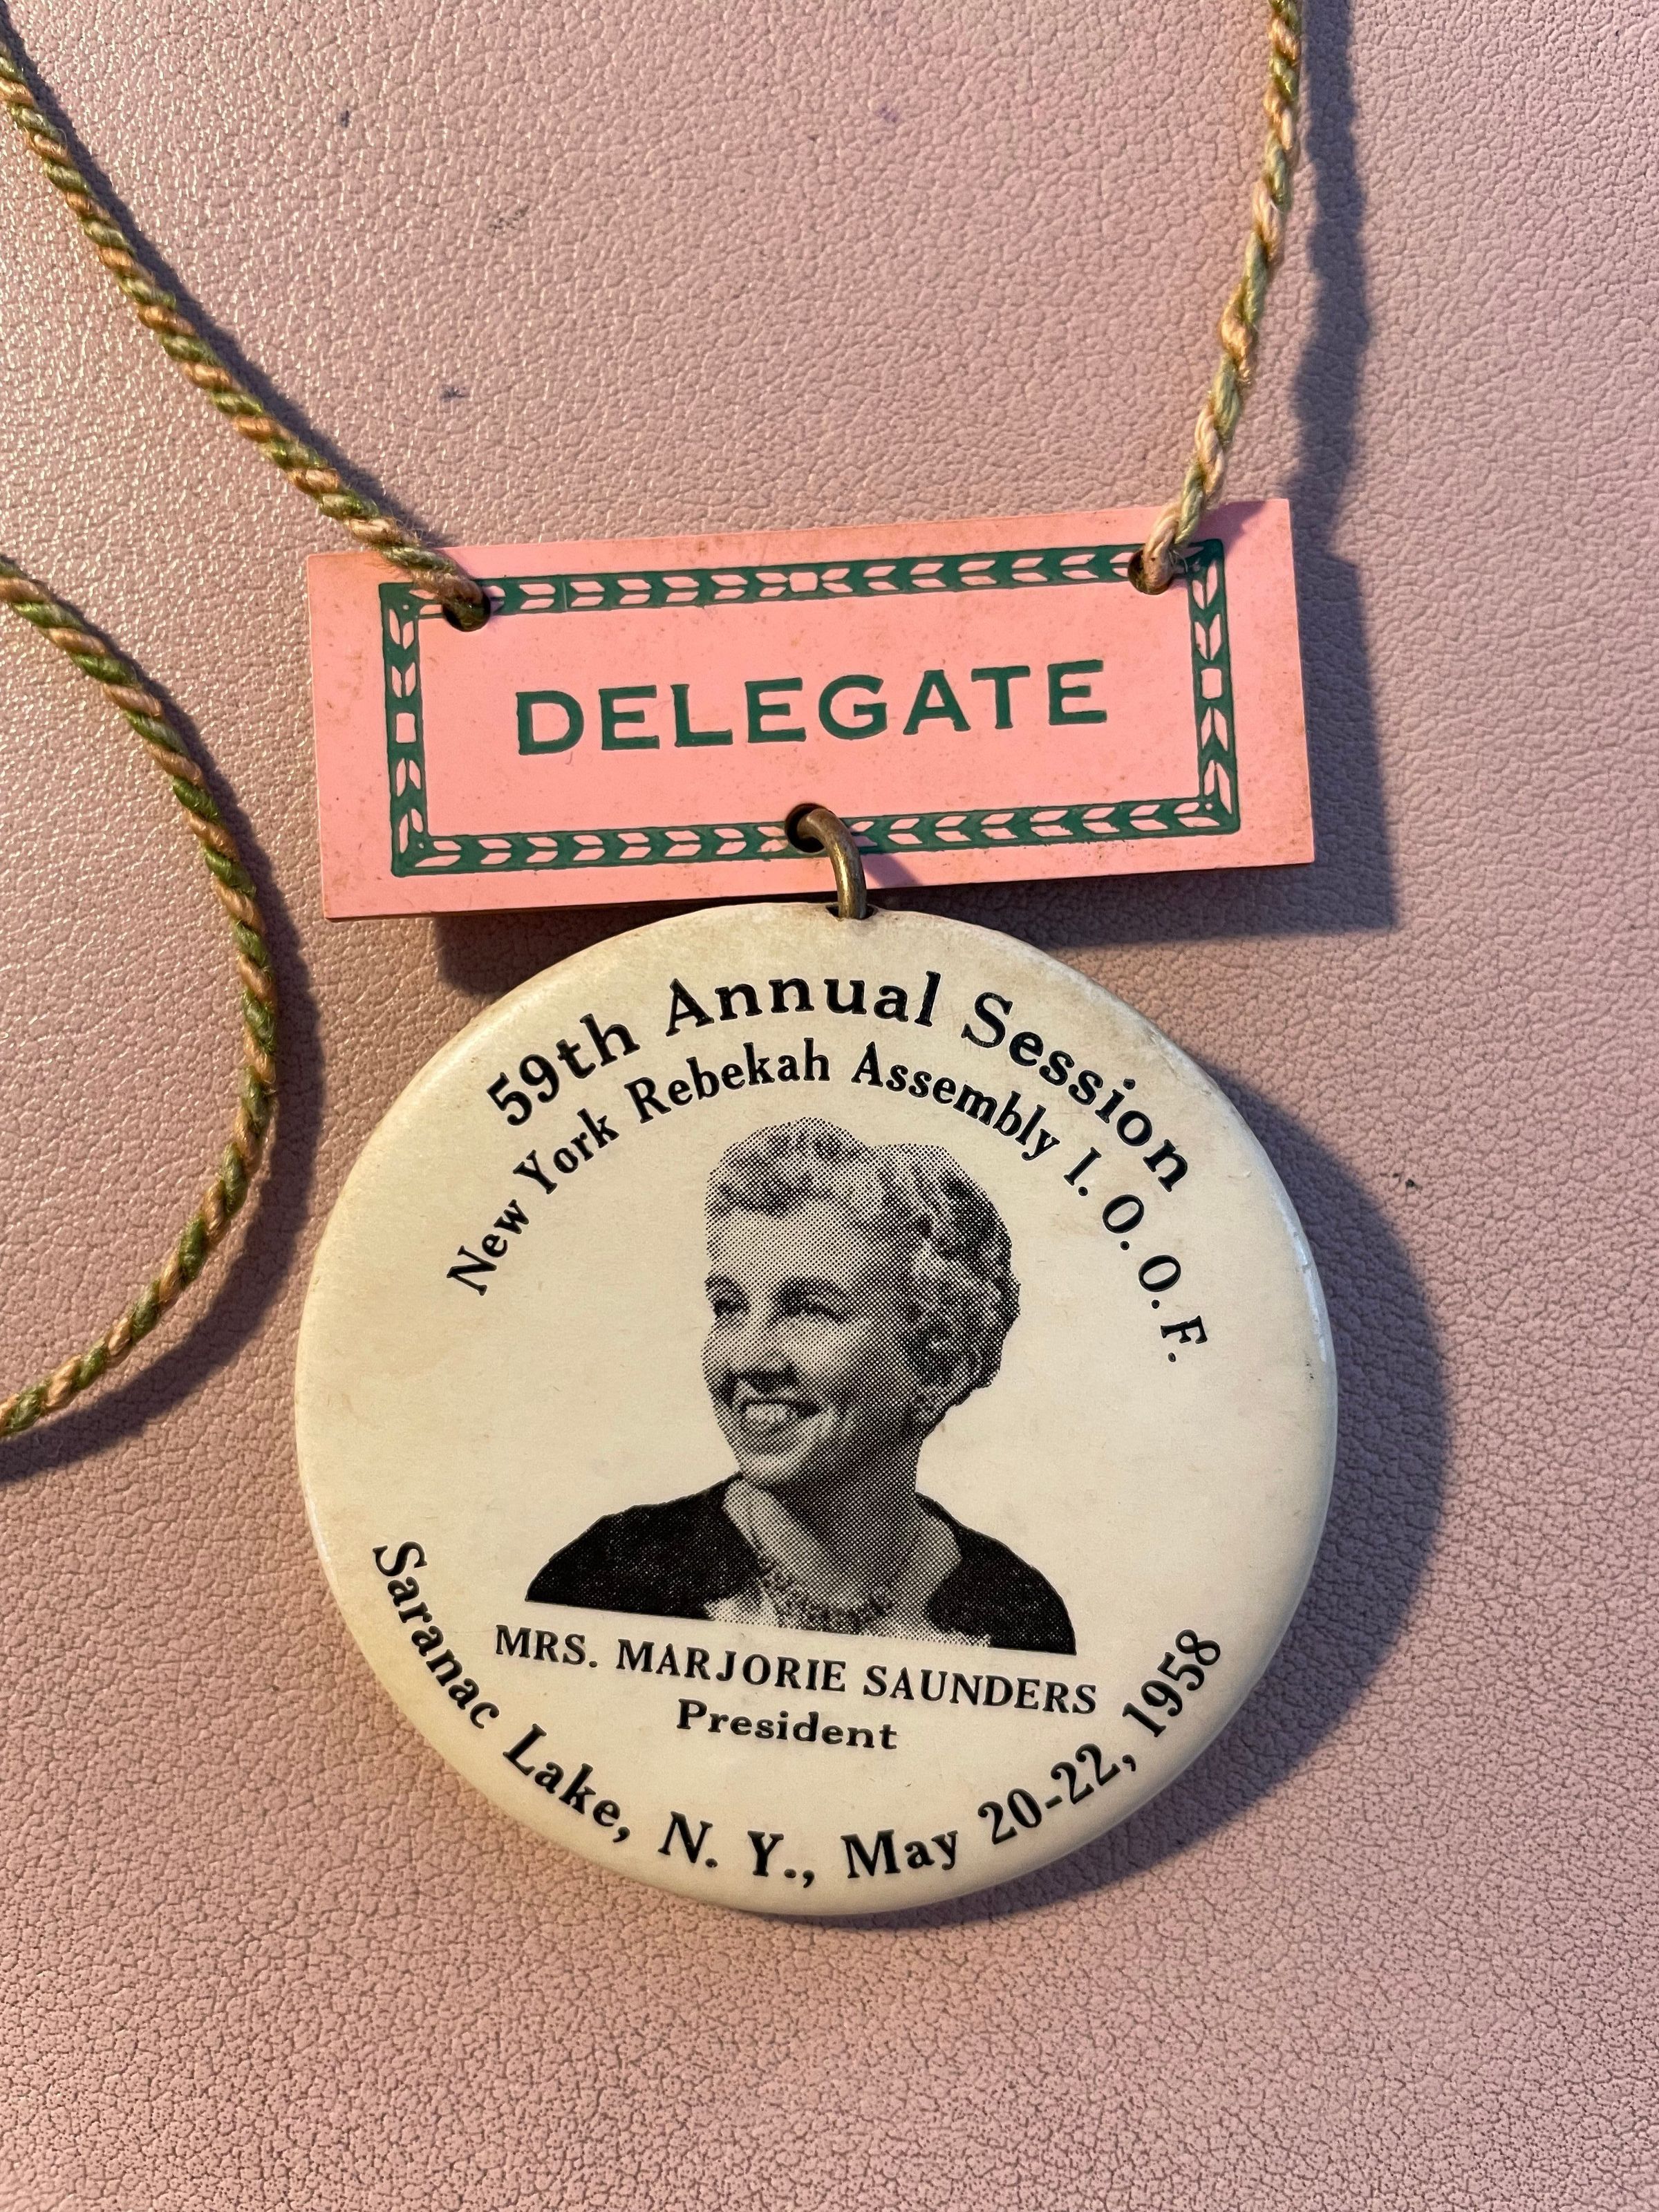 DELEGATE
59th Annual Session
New York Rebekah Assembly I. O. O. F.
MRS. MARJORIE SAUNDERS
President
Saranac Lake, N. Y., May 20-22, 1958